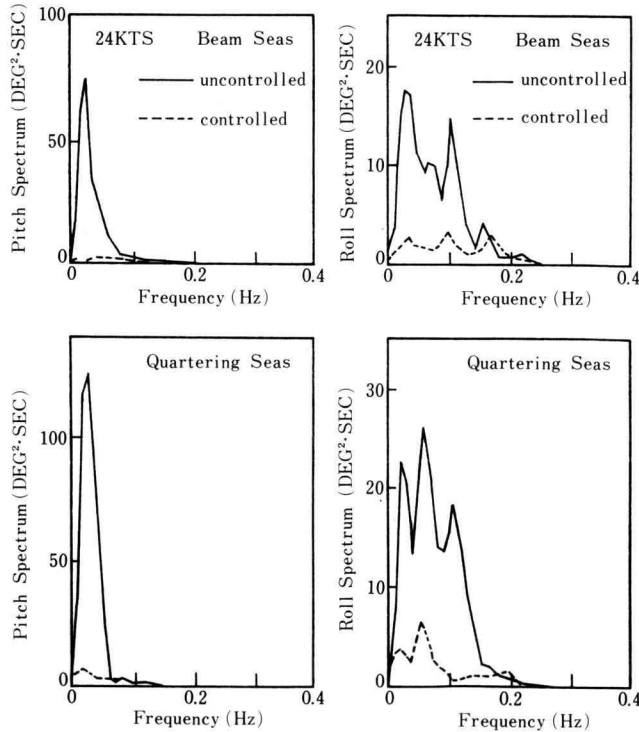 100
24KTS Beam Seas
uncontrolled
controlled
50
0
0 0.2 0.4
Pitch Spectrum (DEG²·SEC)
Frequency (Hz)
24KTS Beam Seas
20
uncontrolled
controlled
10
0
0 0.2 0.4
Roll Spectrum (DEG²·SEC)
Frequency (Hz)
Quartering Seas
100
50
0
0 0.2 0.4
Pitch Spectrum (DEG²·SEC)
Frequency (Hz)
Quartering Seas
30
20
10
0
0 0.2 0.4
Roll Spectrum (DEG²·SEC)
Frequency (Hz)